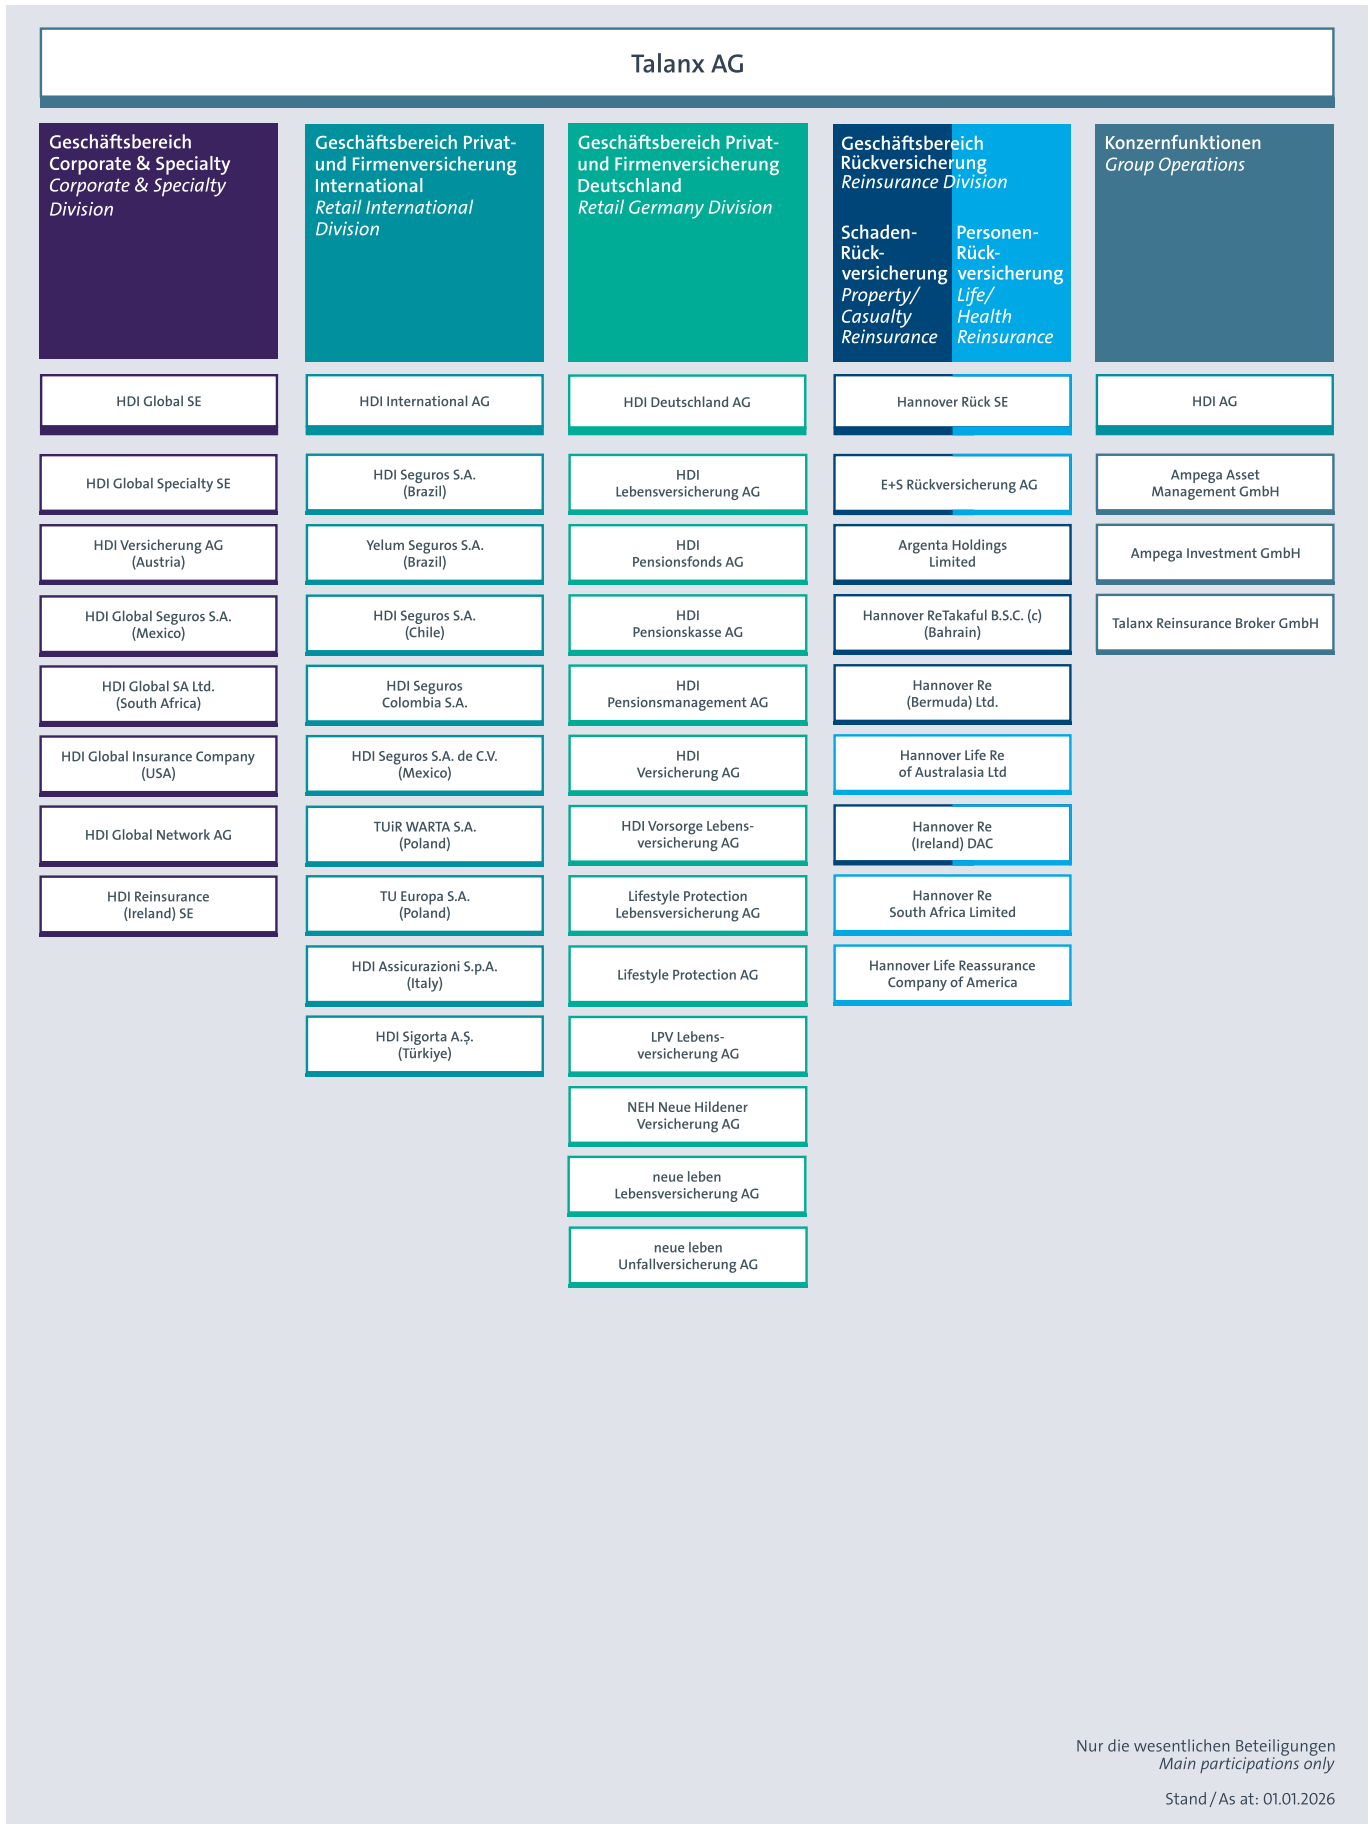 Talanx AG
Geschäftsbereich
Corporate & Specialty
Corporate & Specialty
Division
Geschäftsbereich Privat-
und Firmenversicherung
International
Retail International
Division
Geschäftsbereich Privat-
und Firmenversicherung
Deutschland
Retail Germany Division
Geschäftsbereich
Rückversicherung
Reinsurance Division
Schaden-
Rück-
versicherung
Property/
Casualty
Reinsurance
Personen-
Rück-
versicherung
Life/
Health
Reinsurance
Konzernfunktionen
Group Operations
HDI Global SE
HDI Global Specialty SE
HDI Versicherung AG
(Austria)
HDI Global Seguros S.A.
(Mexico)
HDI Global SA Ltd.
(South Africa)
HDI Global Insurance Company
(USA)
HDI Global Network AG
HDI Reinsurance
(Ireland) SE
HDI International AG
HDI Seguros S.A.
(Brazil)
Yelum Seguros S.A.
(Brazil)
HDI Seguros S.A.
(Chile)
HDI Seguros
Colombia S.A.
HDI Seguros S.A. de C.V.
(Mexico)
TUiR WARTA S.A.
(Poland)
TU Europa S.A.
(Poland)
HDI Assicurazioni S.p.A.
(Italy)
HDI Sigorta A.Ş.
(Türkiye)
HDI Deutschland AG
HDI
Lebensversicherung AG
HDI
Pensionsfonds AG
HDI
Pensionskasse AG
HDI
Pensionsmanagement AG
HDI
Versicherung AG
HDI Vorsorge Lebens-
versicherung AG
Lifestyle Protection
Lebensversicherung AG
Lifestyle Protection AG
LPV Lebens-
versicherung AG
NEH Neue Hildener
Versicherung AG
neue leben
Lebensversicherung AG
neue leben
Unfallversicherung AG
Hannover Rück SE
E+S Rückversicherung AG
Argenta Holdings
Limited
Hannover ReTakaful B.S.C. (c)
(Bahrain)
Hannover Re
(Bermuda) Ltd.
Hannover Life Re
of Australasia Ltd
Hannover Re
(Ireland) DAC
Hannover Re
South Africa Limited
Hannover Life Reassurance
Company of America
HDI AG
Ampega Asset
Management GmbH
Ampega Investment GmbH
Talanx Reinsurance Broker GmbH
Nur die wesentlichen Beteiligungen
Main participations only
Stand / As at: 01.01.2026